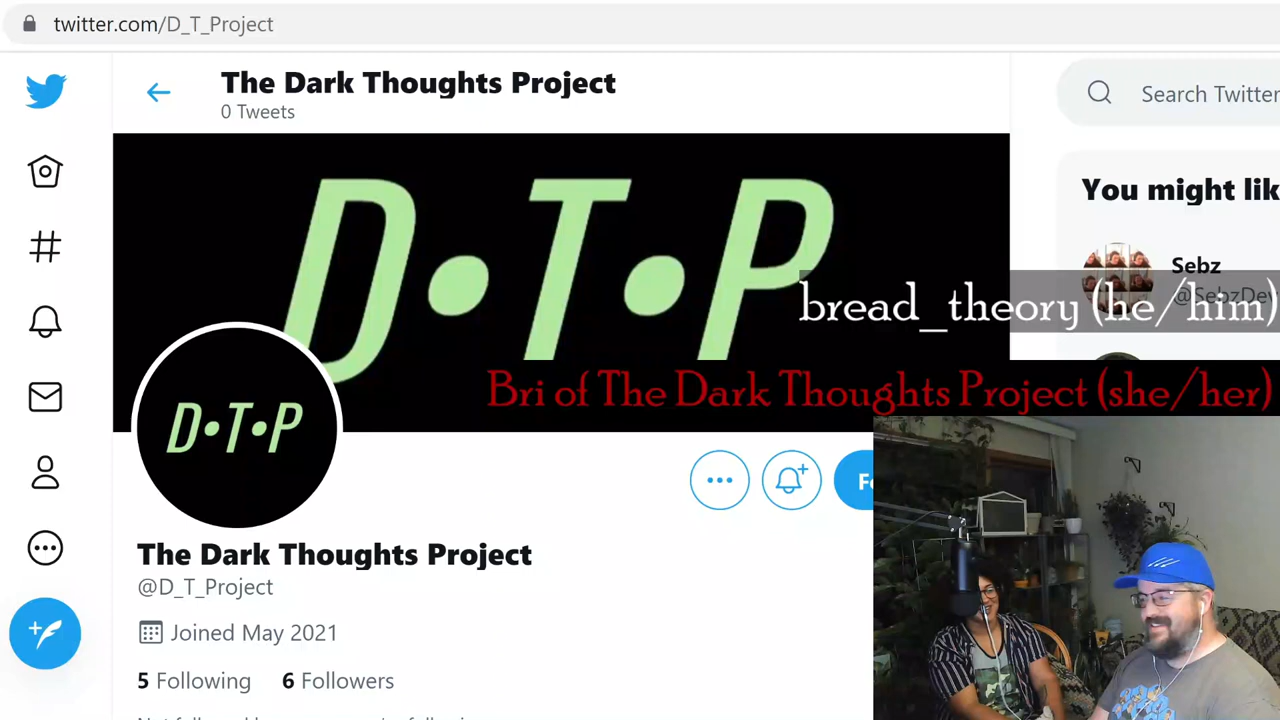 twitter.com/D_T_Project
The Dark Thoughts Project
0 Tweets
Search Twitter
You might lik
D•T•P
Sebz
@SebzDev
bread_theory (he/him)
Bri of The Dark Thoughts Project (she/her)
D•T•P
The Dark Thoughts Project
@D_T_Project
Joined May 2021
5 Following 6 Followers